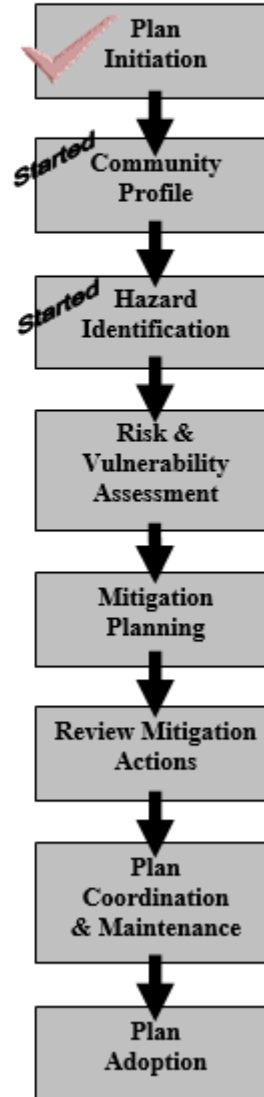 Plan
Initiation
Started
Community
Profile
Started
Hazard
Identification
Risk &
Vulnerability
Assessment
Mitigation
Planning
Review Mitigation
Actions
Plan
Coordination
& Maintenance
Plan
Adoption